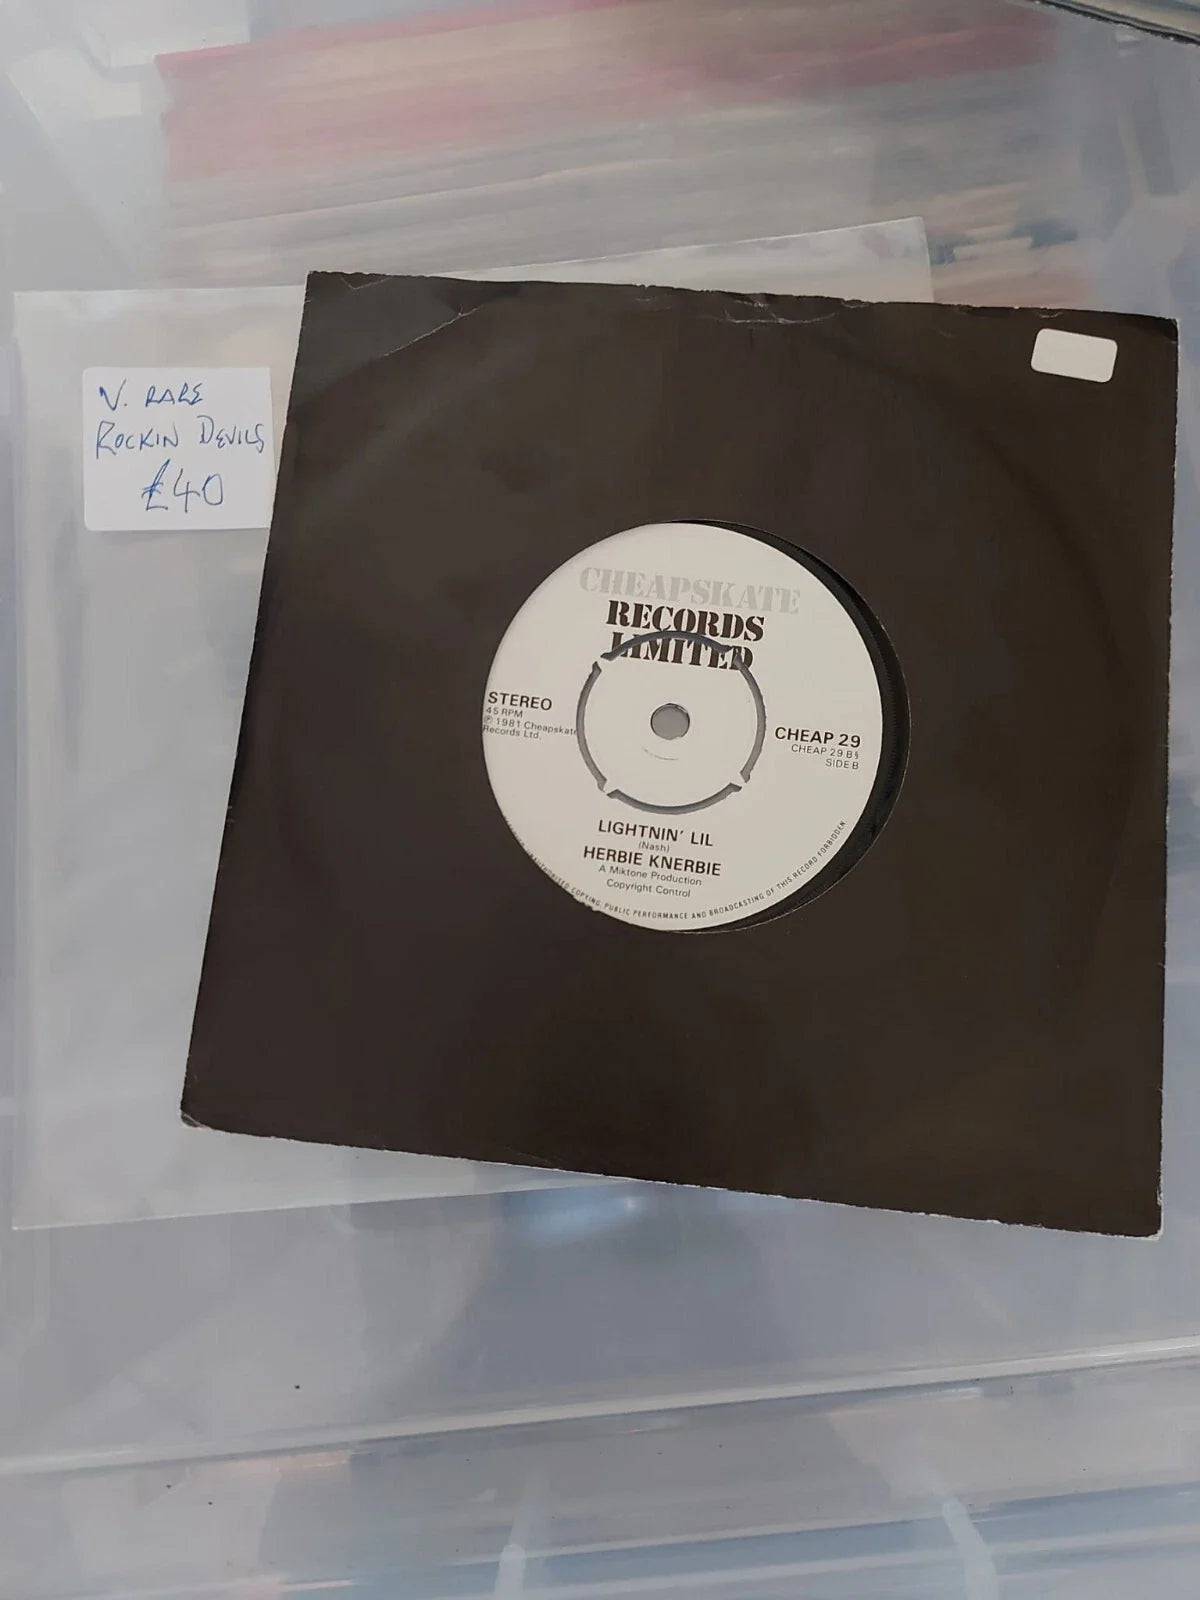 V. RARE
ROCKIN DEVILS
£40
CHEAPSKATE
RECORDS
LIMITED
STEREO
45 RPM
℗ 1981 Cheapskate
Records Ltd.
CHEAP 29
CHEAP 29 B§
SIDE B
LIGHTNIN' LIL
(Nash)
HERBIE KNERBIE
A Miktone Production
Copyright Control
COPYING, PUBLIC PERFORMANCE AND BROADCASTING OF THIS RECORD FORBIDDEN